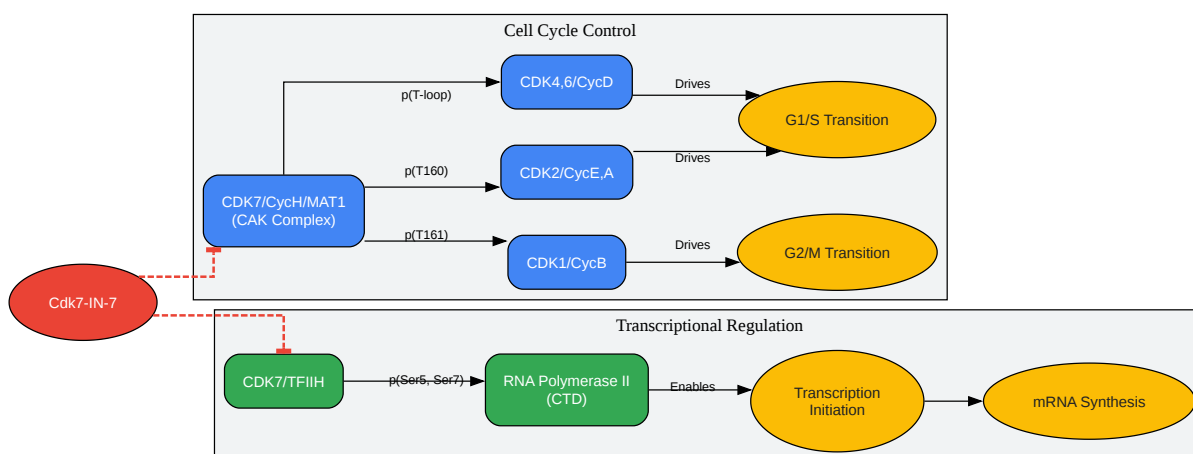 Cell Cycle Control
CDK4,6/CycD
Drives
p(T-loop)
G1/S Transition
CDK2/CycE,A
Drives
p(T160)
CDK7/CycH/MAT1
(CAK Complex)
p(T161)
CDK1/CycB
Drives
G2/M Transition
Cdk7-IN-7
Transcriptional Regulation
CDK7/TFIIH
p(Ser5, Ser7)
RNA Polymerase II
(CTD)
Enables
Transcription
Initiation
mRNA Synthesis